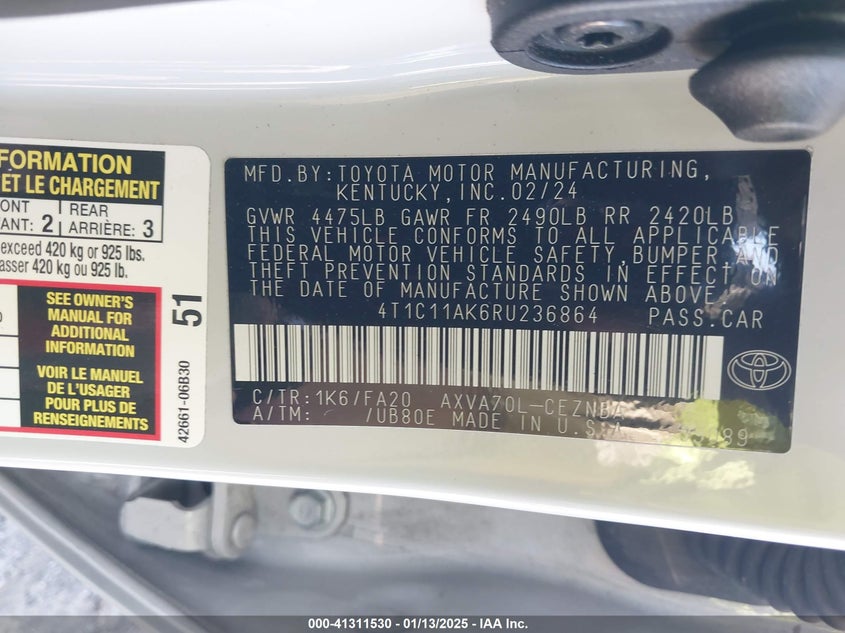 FORMATION
ET LE CHARGEMENT
ONT
ANT: 2
REAR
ARRIÈRE: 3
exceed 420 kg or 925 lbs.
asser 420 kg ou 925 lb.
SEE OWNER'S
MANUAL FOR
ADDITIONAL
INFORMATION
VOIR LE MANUEL
DE L'USAGER
POUR PLUS DE
RENSEIGNEMENTS
51
42661-06B30
MFD.BY:TOYOTA MOTOR MANUFACTURING,
KENTUCKY,INC.02/24
GVWR 4475LB GAWR FR 2490LB RR 2420LB
THIS VEHICLE CONFORMS TO ALL APPLICABLE
FEDERAL MOTOR VEHICLE SAFETY,BUMPER AND
THEFT PREVENTION STANDARDS IN EFFECT ON
THE DATE OF MANUFACTURE SHOWN ABOVE.
4T1C11AK6RU236864 PASS.CAR
C/TR:1K6/FA20 AXVA70L-CEZNBA
A/TM: /UB80E MADE IN U.S.A.
000-41311530 - 01/13/2025 - IAA Inc.